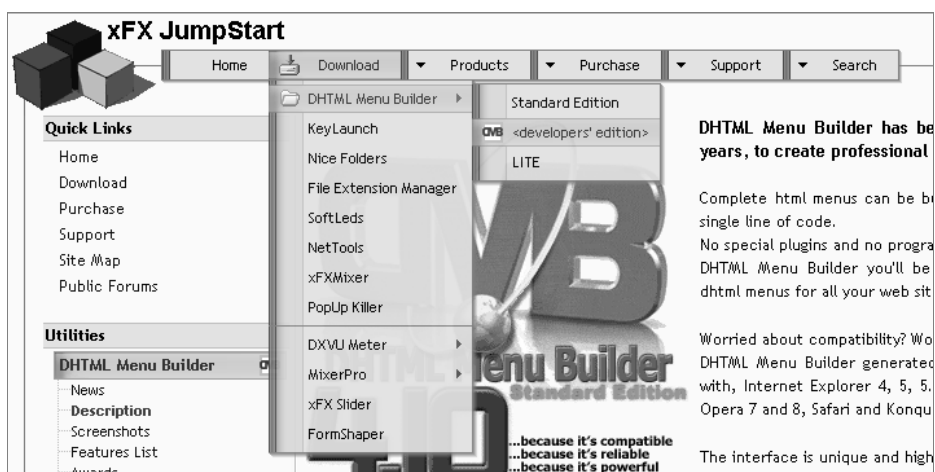 xFX JumpStart
Home
Download
Products
Purchase
Support
Search
DHTML Menu Builder
KeyLaunch
Nice Folders
File Extension Manager
SoftLeds
NetTools
xFXMixer
PopUp Killer
DXVU Meter
MixerPro
xFX Slider
FormShaper
Standard Edition
DMB <developers' edition>
LITE
Quick Links
Home
Download
Purchase
Support
Site Map
Public Forums
Utilities
DHTML Menu Builder
News
Description
Screenshots
Features List
Awards
Menu Builder
Standard Edition
...because it's compatible
...because it's reliable
...because it's powerful
DHTML Menu Builder has be
years, to create professional
Complete html menus can be bu
single line of code.
No special plugins and no progra
DHTML Menu Builder you'll be
dhtml menus for all your web sit
Worried about compatibility? Wo
DHTML Menu Builder generated
with, Internet Explorer 4, 5, 5.
Opera 7 and 8, Safari and Konqu
The interface is unique and high